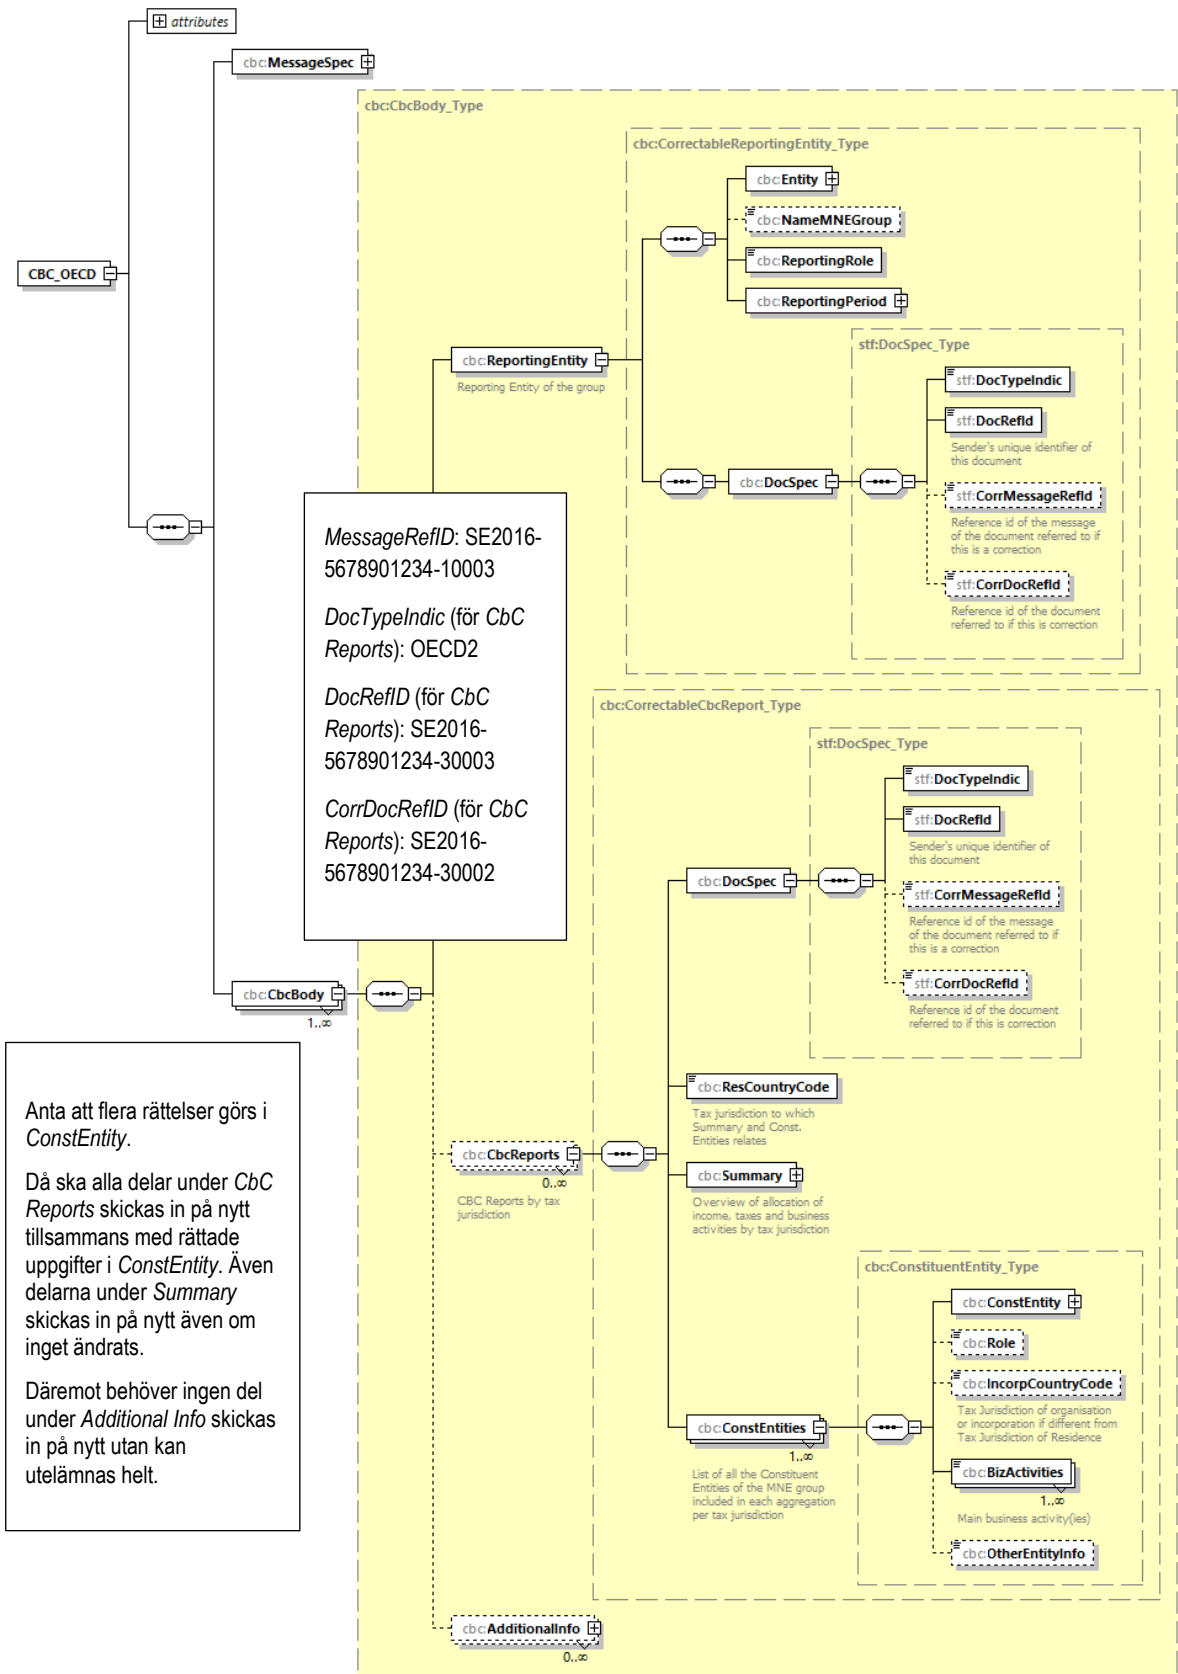 attributes
cbc:MessageSpec
cbc:CbcBody_Type
cbc:CorrectableReportingEntity_Type
cbc:Entity
cbc:NameMNEGroup
cbc:ReportingRole
cbc:ReportingPeriod
CBC_OECD
stf:DocSpec_Type
cbc:ReportingEntity
Reporting Entity of the group
stf:DocTypeIndic
stf:DocRefId
Sender's unique identifier of
this document
cbc:DocSpec
stf:CorrMessageRefId
Reference id of the message
of the document referred to if
this is a correction
stf:CorrDocRefId
Reference id of the document
referred to if this is correction
MessageRefID: SE2016-
5678901234-10003
DocTypeIndic (för CbC
Reports): OECD2
DocRefID (för CbC
Reports): SE2016-
5678901234-30003
CorrDocRefID (för CbC
Reports): SE2016-
5678901234-30002
cbc:CorrectableCbcReport_Type
stf:DocSpec_Type
stf:DocTypeIndic
stf:DocRefId
Sender's unique identifier of
this document
cbc:DocSpec
stf:CorrMessageRefId
Reference id of the message
of the document referred to if
this is a correction
stf:CorrDocRefId
Reference id of the document
referred to if this is correction
cbc:CbcBody
1..∞
Anta att flera rättelser görs i
ConstEntity.
Då ska alla delar under CbC
Reports skickas in på nytt
tillsammans med rättade
uppgifter i ConstEntity. Även
delarna under Summary
skickas in på nytt även om
inget ändrats.
Däremot behöver ingen del
under Additional Info skickas
in på nytt utan kan
utelämnas helt.
cbc:ResCountryCode
Tax jurisdiction to which
Summary and Const.
Entities relates
cbc:CbcReports
0..∞
CBC Reports by tax
jurisdiction
cbc:Summary
Overview of allocation of
income, taxes and business
activities by tax jurisdiction
cbc:ConstituentEntity_Type
cbc:ConstEntity
cbc:Role
cbc:IncorpCountryCode
Tax Jurisdiction of organisation
or incorporation if different from
Tax Jurisdiction of Residence
cbc:ConstEntities
1..∞
List of all the Constituent
Entities of the MNE group
included in each aggregation
per tax jurisdiction
cbc:BizActivities
1..∞
Main business activity(ies)
cbc:OtherEntityInfo
cbc:AdditionalInfo
0..∞